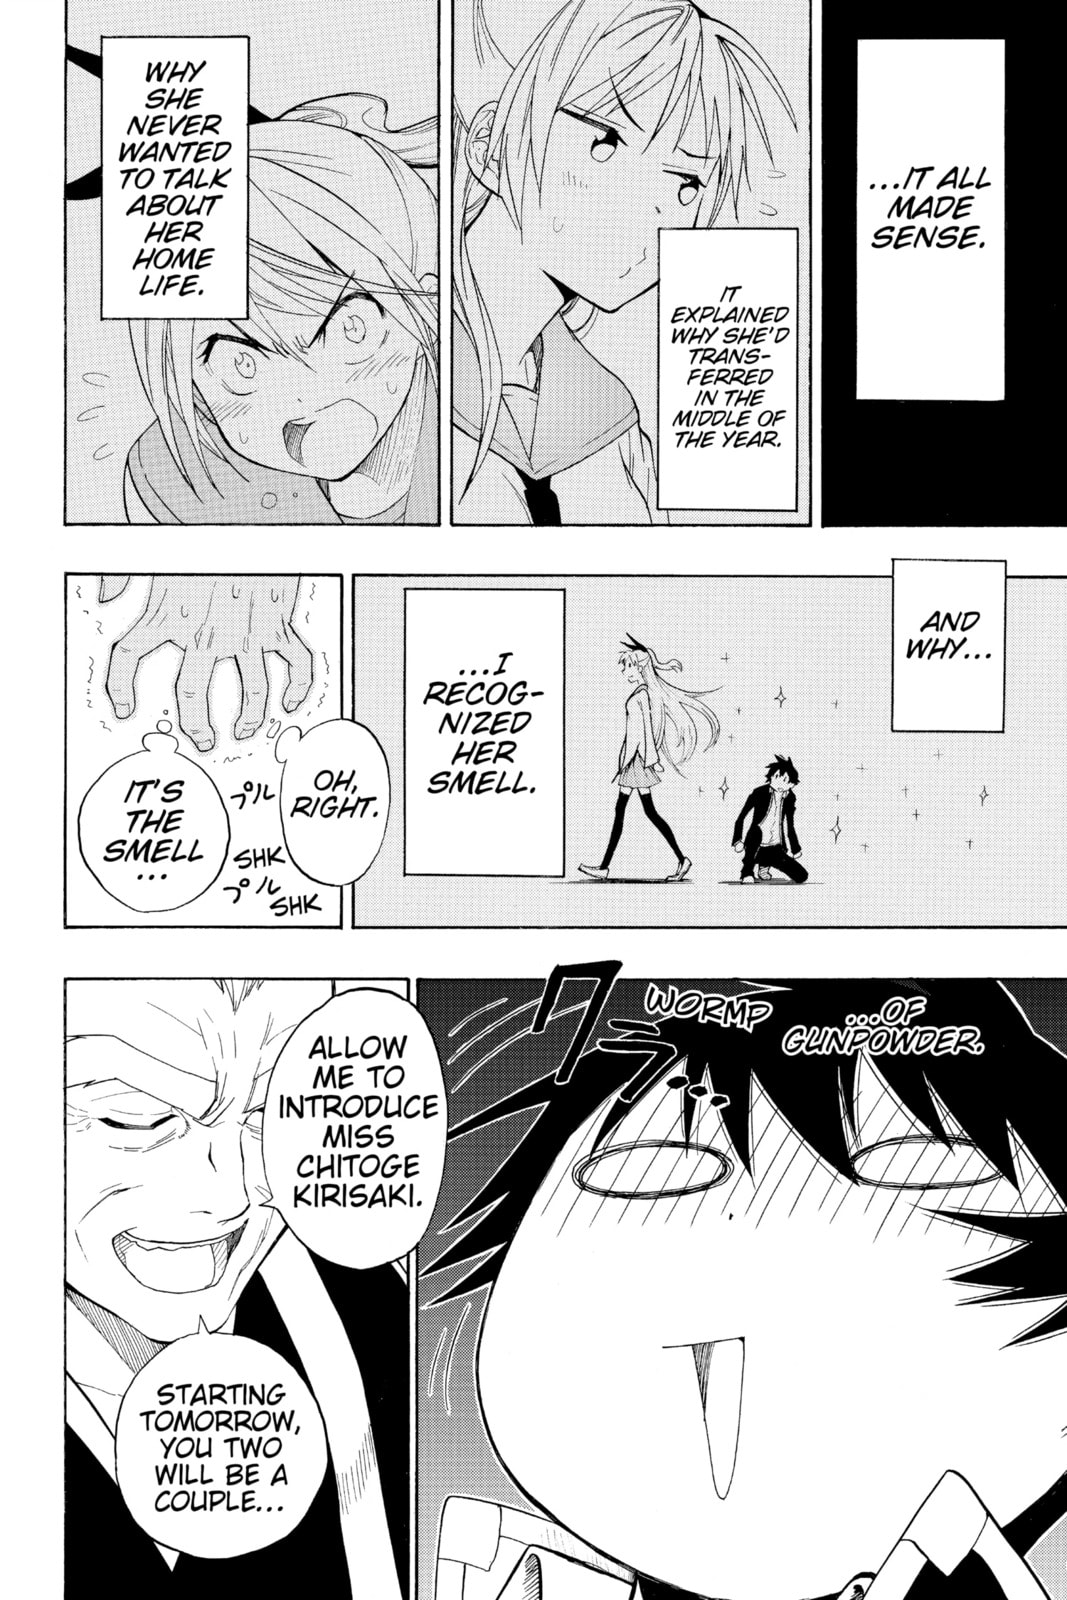 ...IT ALL
MADE
SENSE.
IT
EXPLAINED
WHY SHE'D
TRANS-
FERRED
IN THE
MIDDLE OF
THE YEAR.
WHY
SHE
NEVER
WANTED
TO TALK
ABOUT
HER
HOME
LIFE.
AND
WHY...
...I
RECOG-
NIZED
HER
SMELL.
OH,
RIGHT.
IT'S
THE
SMELL
...
プル
SHK
プル
SHK
...OF
GUNPOWDER.
WORMP
クラ...
ALLOW
ME TO
INTRODUCE
MISS
CHITOGE
KIRISAKI.
STARTING
TOMORROW,
YOU TWO
WILL BE A
COUPLE...